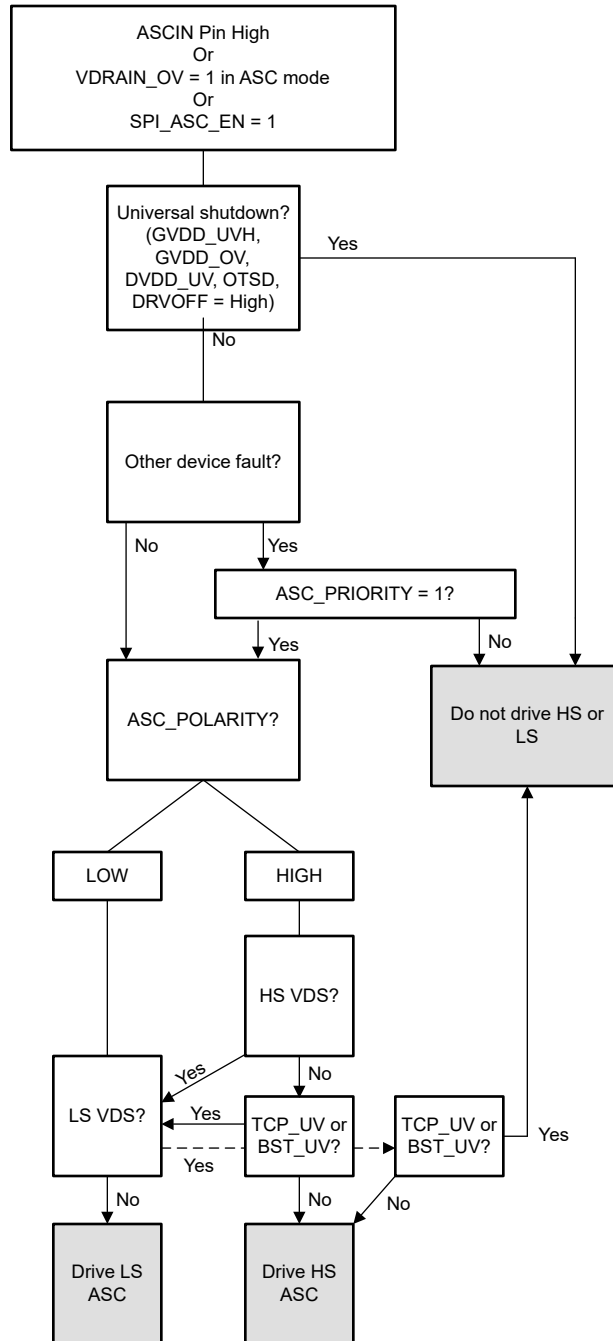 ASCIN Pin High
Or
VDRAIN_OV = 1 in ASC mode
Or
SPI_ASC_EN = 1
Universal shutdown?
(GVDD_UVH,
GVDD_OV,
DVDD_UV, OTSD,
DRVOFF = High)
Yes
No
Other device fault?
No
Yes
ASC_PRIORITY = 1?
Yes
No
ASC_POLARITY?
Do not drive HS or
LS
LOW
HIGH
HS VDS?
Yes
No
LS VDS?
Yes
TCP_UV or
BST_UV?
TCP_UV or
BST_UV?
Yes
Yes
No
No
No
Drive LS
ASC
Drive HS
ASC